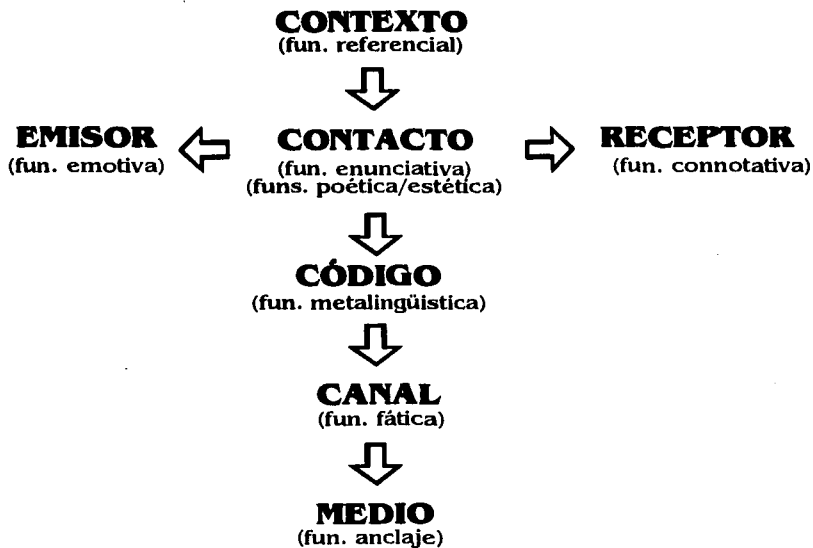 CONTEXTO
(fun. referencial)
EMISOR
(fun. emotiva)
CONTACTO
(fun. enunciativa)
(funs. poética/estética)
RECEPTOR
(fun. connotativa)
CÓDIGO
(fun. metalingüistica)
CANAL
(fun. fática)
MEDIO
(fun. anclaje)